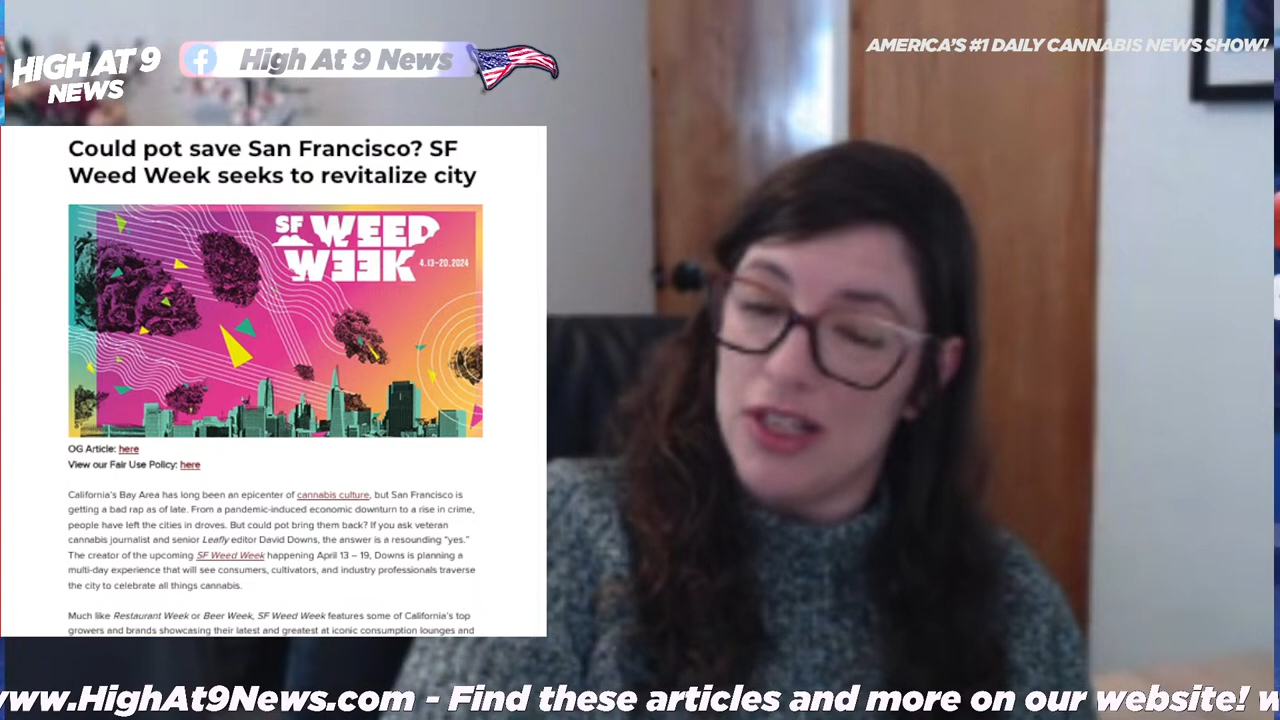 HIGH AT 9
NEWS
High At 9 News
AMERICA'S #1 DAILY CANNABIS NEWS SHOW!
Could pot save San Francisco? SF
Weed Week seeks to revitalize city
SF WEED
WEEK
4.13-20.2024
OG Article: here
View our Fair Use Policy: here
California's Bay Area has long been an epicenter of cannabis culture, but San Francisco is
getting a bad rap as of late. From a pandemic-induced economic downturn to a rise in crime,
people have left the cities in droves. But could pot bring them back? If you ask veteran
cannabis journalist and senior Leafly editor David Downs, the answer is a resounding "yes."
The creator of the upcoming SF Weed Week happening April 13 – 19, Downs is planning a
multi-day experience that will see consumers, cultivators, and industry professionals traverse
the city to celebrate all things cannabis.
Much like Restaurant Week or Beer Week, SF Weed Week features some of California's top
growers and brands showcasing their latest and greatest at iconic consumption lounges and
www.HighAt9News.com - Find these articles and more on our website! w